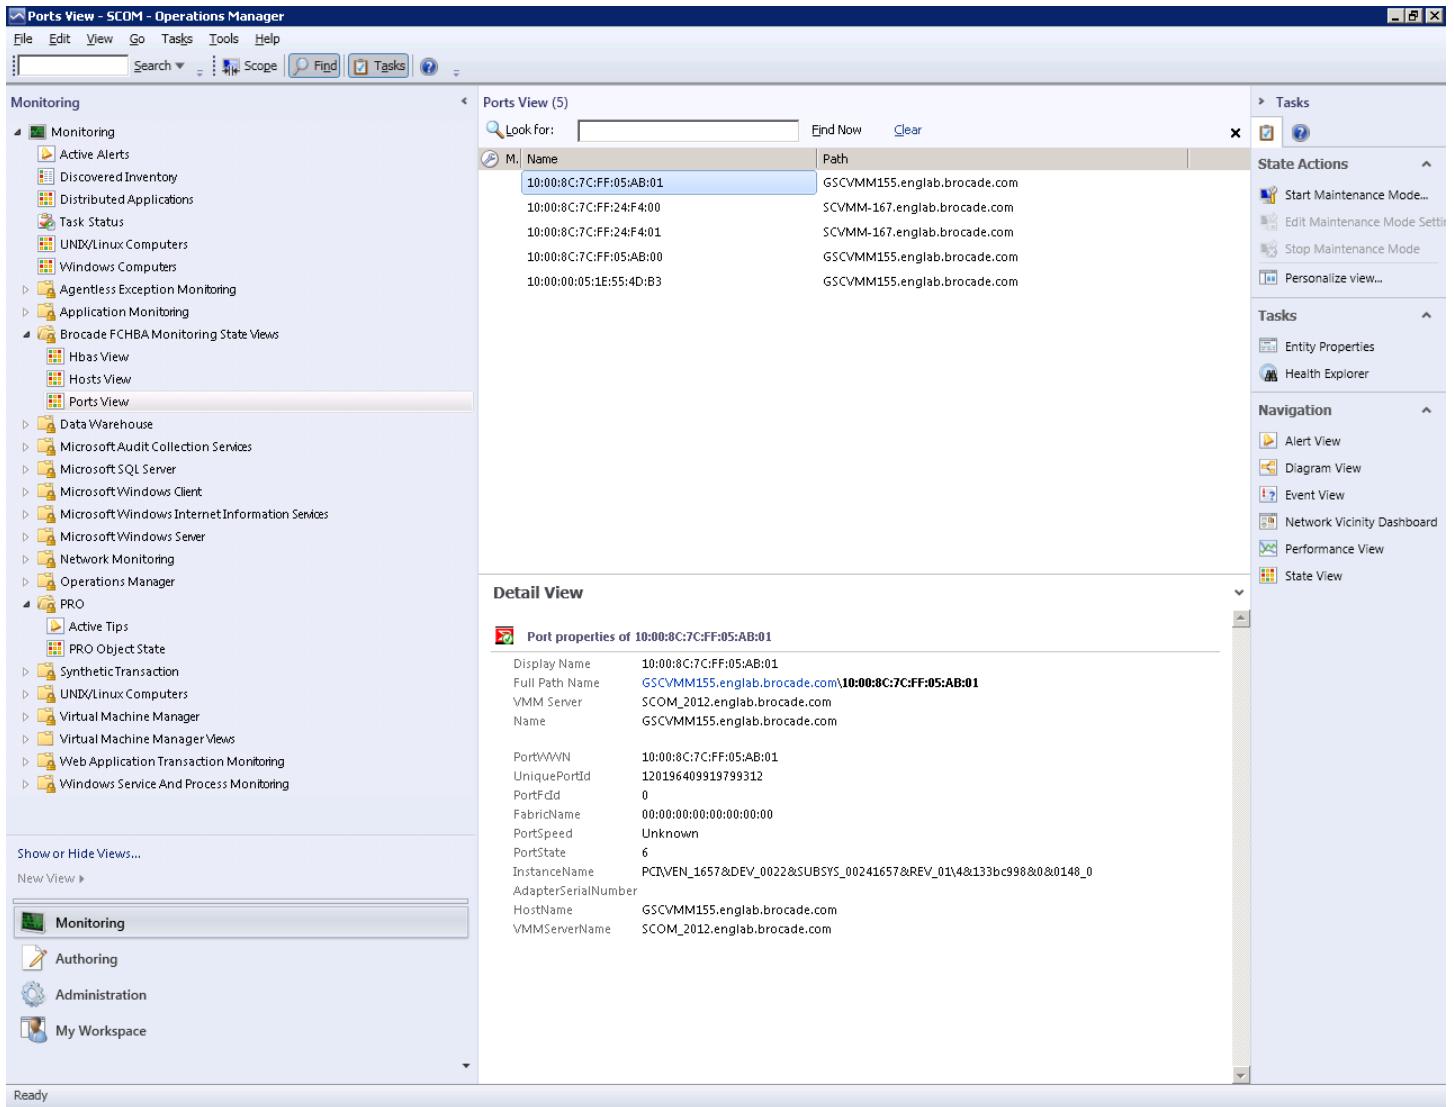 Ports View - SCOM - Operations Manager
File Edit View Go Tasks Tools Help
Search Scope Find Tasks
Monitoring
Monitoring
Active Alerts
Discovered Inventory
Distributed Applications
Task Status
UNIX/Linux Computers
Windows Computers
Agentless Exception Monitoring
Application Monitoring
Brocade FCHBA Monitoring State Views
Hbas View
Hosts View
Ports View
Data Warehouse
Microsoft Audit Collection Services
Microsoft SQL Server
Microsoft Windows Client
Microsoft Windows Internet Information Services
Microsoft Windows Server
Network Monitoring
Operations Manager
PRO
Active Tips
PRO Object State
Synthetic Transaction
UNIX/Linux Computers
Virtual Machine Manager
Virtual Machine Manager Views
Web Application Transaction Monitoring
Windows Service And Process Monitoring
Show or Hide Views...
New View
Monitoring
Authoring
Administration
My Workspace
Ports View (5)
Look for: Find Now Clear
M. Name Path
10:00:8C:7C:FF:05:AB:01 GSCVMM155.englab.brocade.com
10:00:8C:7C:FF:24:F4:00 SCVMM-167.englab.brocade.com
10:00:8C:7C:FF:24:F4:01 SCVMM-167.englab.brocade.com
10:00:8C:7C:FF:05:AB:00 GSCVMM155.englab.brocade.com
10:00:00:05:1E:55:4D:B3 GSCVMM155.englab.brocade.com
Detail View
Port properties of 10:00:8C:7C:FF:05:AB:01
Display Name 10:00:8C:7C:FF:05:AB:01
Full Path Name GSCVMM155.englab.brocade.com\10:00:8C:7C:FF:05:AB:01
VMM Server SCOM_2012.englab.brocade.com
Name GSCVMM155.englab.brocade.com
PortWWN 10:00:8C:7C:FF:05:AB:01
UniquePortId 120196409919799312
PortFcId 0
FabricName 00:00:00:00:00:00:00:00
PortSpeed Unknown
PortState 6
InstanceName PCI\VEN_1657&DEV_0022&SUBSYS_00241657&REV_01\4&133bc998&0&0148_0
AdapterSerialNumber
HostName GSCVMM155.englab.brocade.com
VMMServerName SCOM_2012.englab.brocade.com
Tasks
State Actions
Start Maintenance Mode...
Edit Maintenance Mode Setti
Stop Maintenance Mode
Personalize view...
Tasks
Entity Properties
Health Explorer
Navigation
Alert View
Diagram View
Event View
Network Vicinity Dashboard
Performance View
State View
Ready